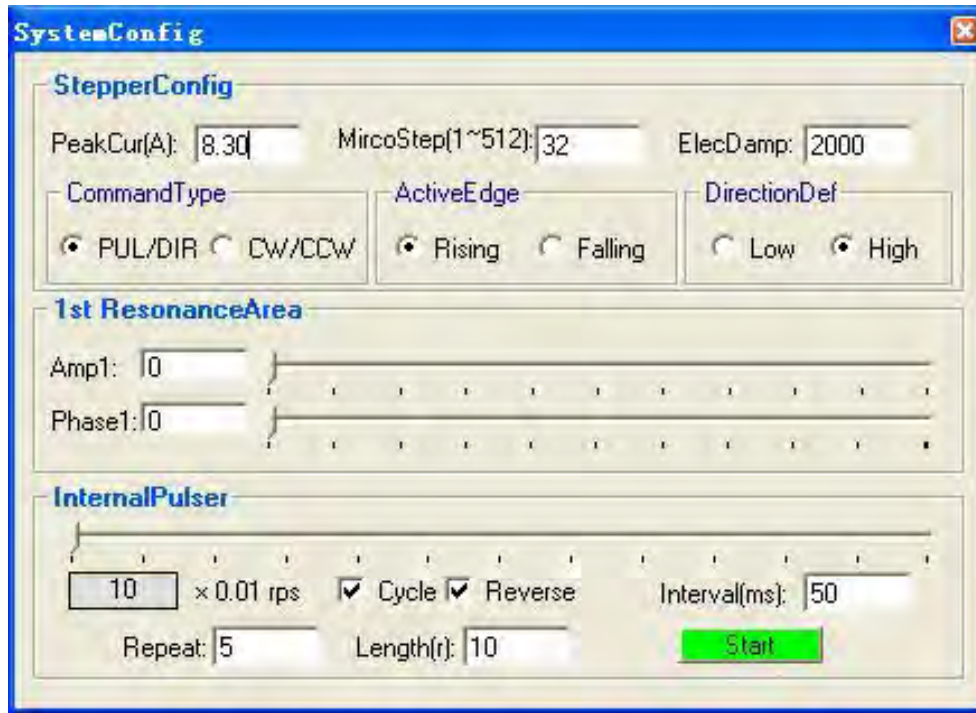 SystemConfig
StepperConfig
PeakCur(A): 8.30 MircoStep(1~512): 32 ElecDamp: 2000
CommandType ActiveEdge DirectionDef
PUL/DIR CW/CCW Rising Falling Low High
1st ResonanceArea
Amp1: 0
Phase1: 0
InternalPulser
10 × 0.01 rps Cycle Reverse Interval(ms): 50
Repeat: 5 Length(r): 10 Start